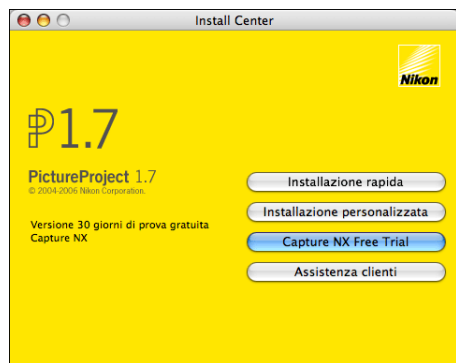 Install Center
Nikon
P1.7
PictureProject 1.7
© 2004-2006 Nikon Corporation.
Versione 30 giorni di prova gratuita
Capture NX
Installazione rapida
Installazione personalizzata
Capture NX Free Trial
Assistenza clienti